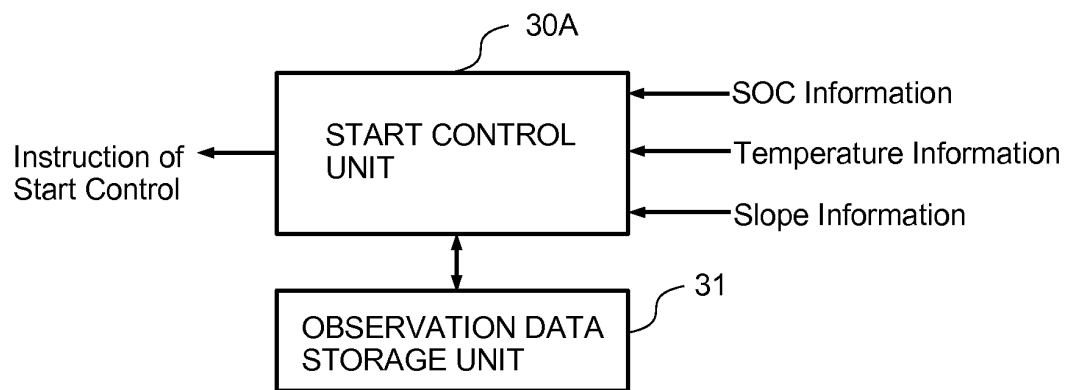 30A
START CONTROL
UNIT
SOC Information
Temperature Information
Slope Information
Instruction of
Start Control
31
OBSERVATION DATA
STORAGE UNIT